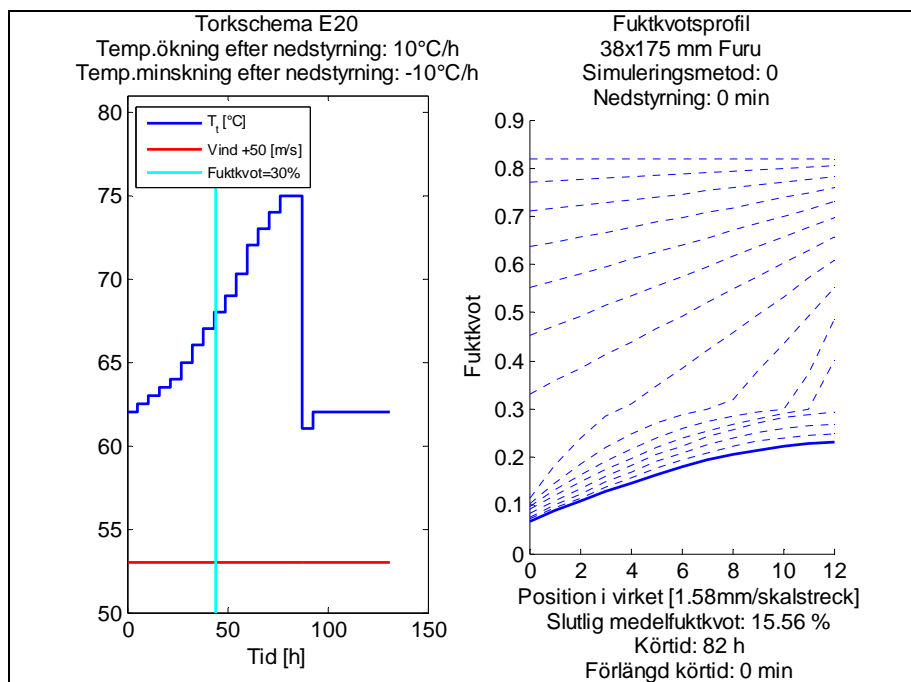 Torkschema E20
Temp.ökning efter nedstyrning: 10°C/h
Temp.minskning efter nedstyrning: -10°C/h
80
75
70
65
60
55
50
0
50
100
150
Tid [h]
T_t [°C]
Vind +50 [m/s]
Fuktkvot=30%
Fuktkvotsprofil
38x175 mm Furu
Simuleringsmetod: 0
Nedstyrning: 0 min
0.9
0.8
0.7
0.6
0.5
0.4
0.3
0.2
0.1
0
Fuktkvot
0
2
4
6
8
10
12
Position i virket [1.58mm/skalstreck]
Slutlig medelfuktkvot: 15.56 %
Körtid: 82 h
Förlängd körtid: 0 min